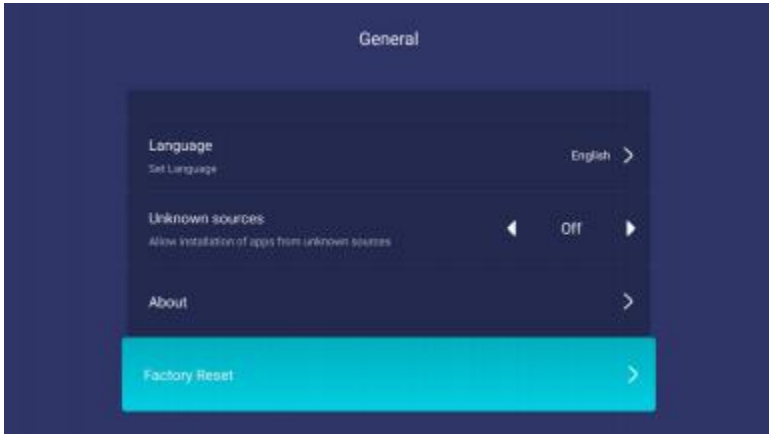 General
Language
English
Set Language
Unknown sources
Off
Allow installation of apps from unknown sources
About
Factory Reset